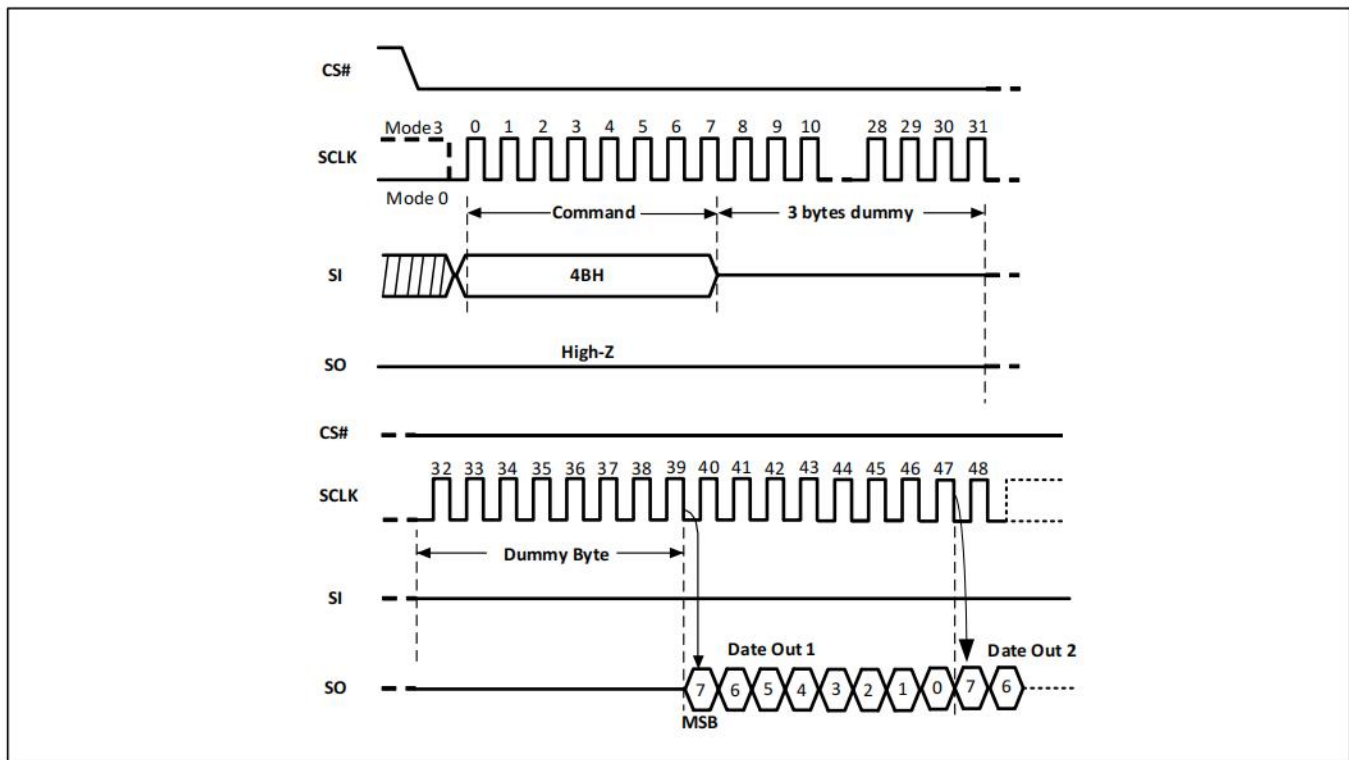 CS#
Mode 3 0 1 2 3 4 5 6 7 8 9 10 28 29 30 31
SCLK
Mode 0
Command 3 bytes dummy
SI 4BH
High-Z
SO
CS#
32 33 34 35 36 37 38 39 40 41 42 43 44 45 46 47 48
SCLK
Dummy Byte
SI
Date Out 1 Date Out 2
SO 7 6 5 4 3 2 1 0 7 6
MSB